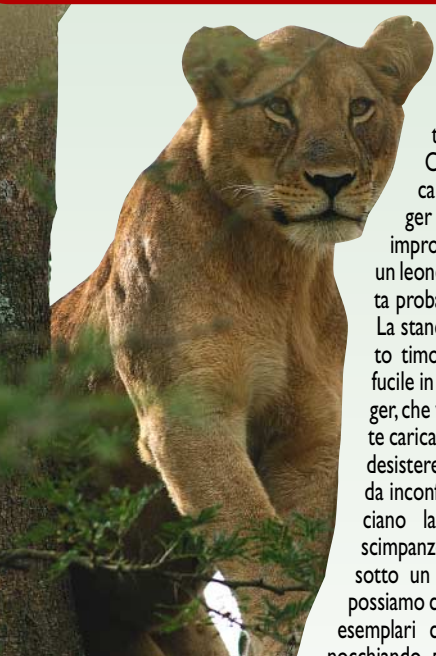 t
C
ca
ger
impro
un leone
ta proba
La stanc
to timo
fucile in
ger, che
te carica
desistere
da incont
ciano la
scimpanz
sotto un
possiamo
esemplari
nocchiando